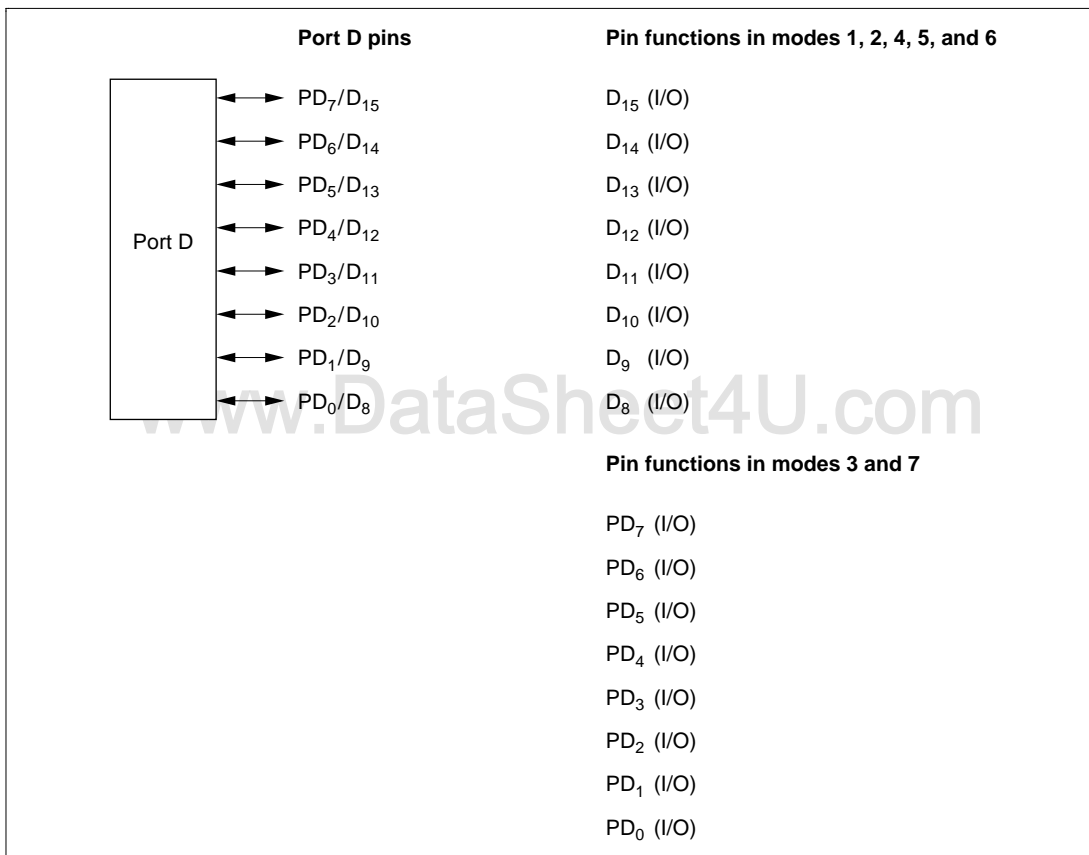 Port D pins Pin functions in modes 1, 2, 4, 5, and 6
PD₇/D₁₅ D₁₅ (I/O)
PD₆/D₁₄ D₁₄ (I/O)
PD₅/D₁₃ D₁₃ (I/O)
PD₄/D₁₂ D₁₂ (I/O)
Port D
PD₃/D₁₁ D₁₁ (I/O)
PD₂/D₁₀ D₁₀ (I/O)
PD₁/D₉ D₉ (I/O)
PD₀/D₈ D₈ (I/O)
www.DataSheet4U.com
Pin functions in modes 3 and 7
PD₇ (I/O)
PD₆ (I/O)
PD₅ (I/O)
PD₄ (I/O)
PD₃ (I/O)
PD₂ (I/O)
PD₁ (I/O)
PD₀ (I/O)